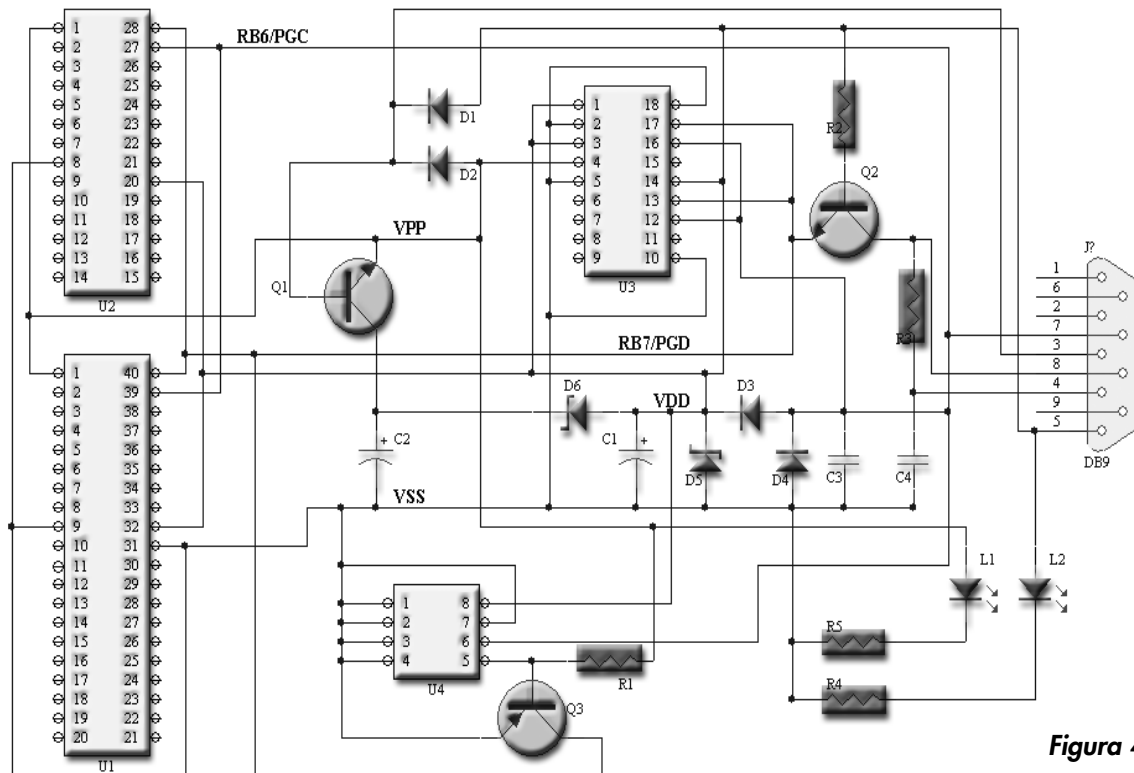 RB6/PGC
1 28
2 27
3 26
4 25
5 24
6 23
7 22
8 21
9 20
10 19
11 18
12 17
13 16
14 15
U2
D1
D2
1 18
2 17
3 16
4 15
5 14
6 13
7 12
8 11
9 10
U3
R2
Q2
VPP
Q1
R3
RB7/PGD
J?
1
6
2
7
3
8
4
9
5
DB9
1 40
2 39
3 38
4 37
5 36
6 35
7 34
8 33
9 32
10 31
11 30
12 29
13 28
14 27
15 26
16 25
17 24
18 23
19 22
20 21
U1
D6
VDD
D3
+ C2
C1 +
D5
D4
C3
C4
VSS
1 8
2 7
3 6
4 5
U4
R1
Q3
L1
L2
R5
R4
Figura 4